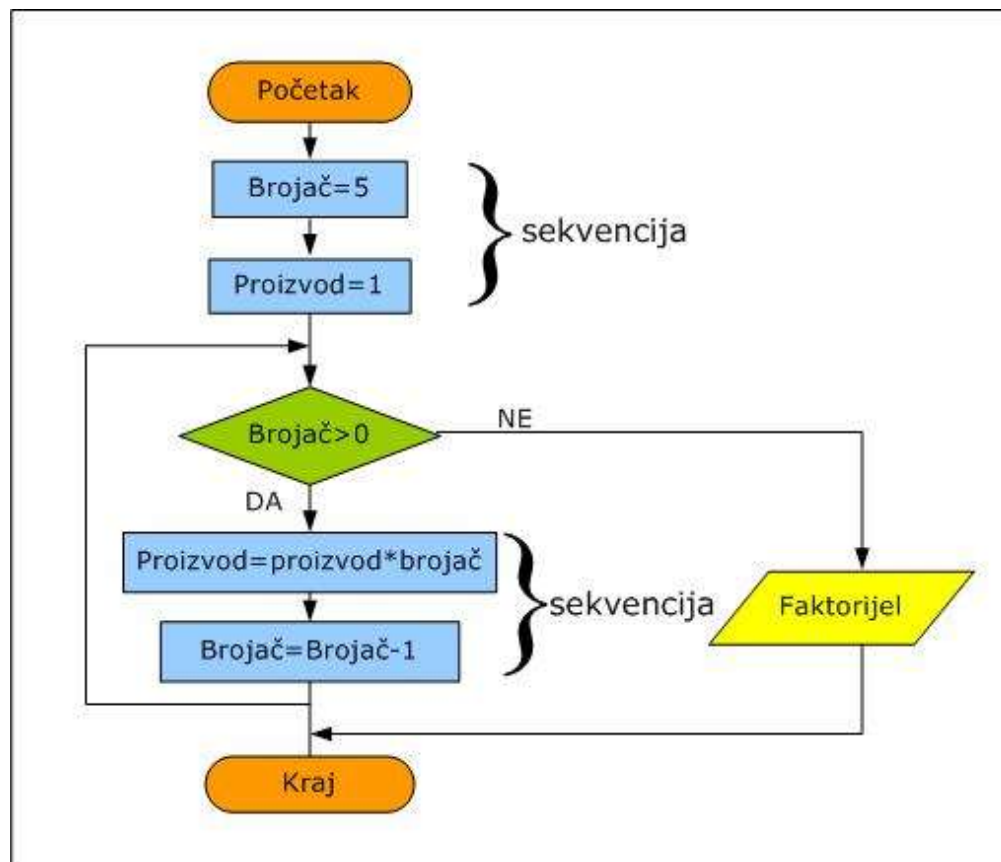 Početak
Brojač=5
sekvencija
Proizvod=1
Brojač>0
NE
DA
Proizvod=proizvod*brojač
sekvencija
Faktorijel
Brojač=Brojač-1
Kraj